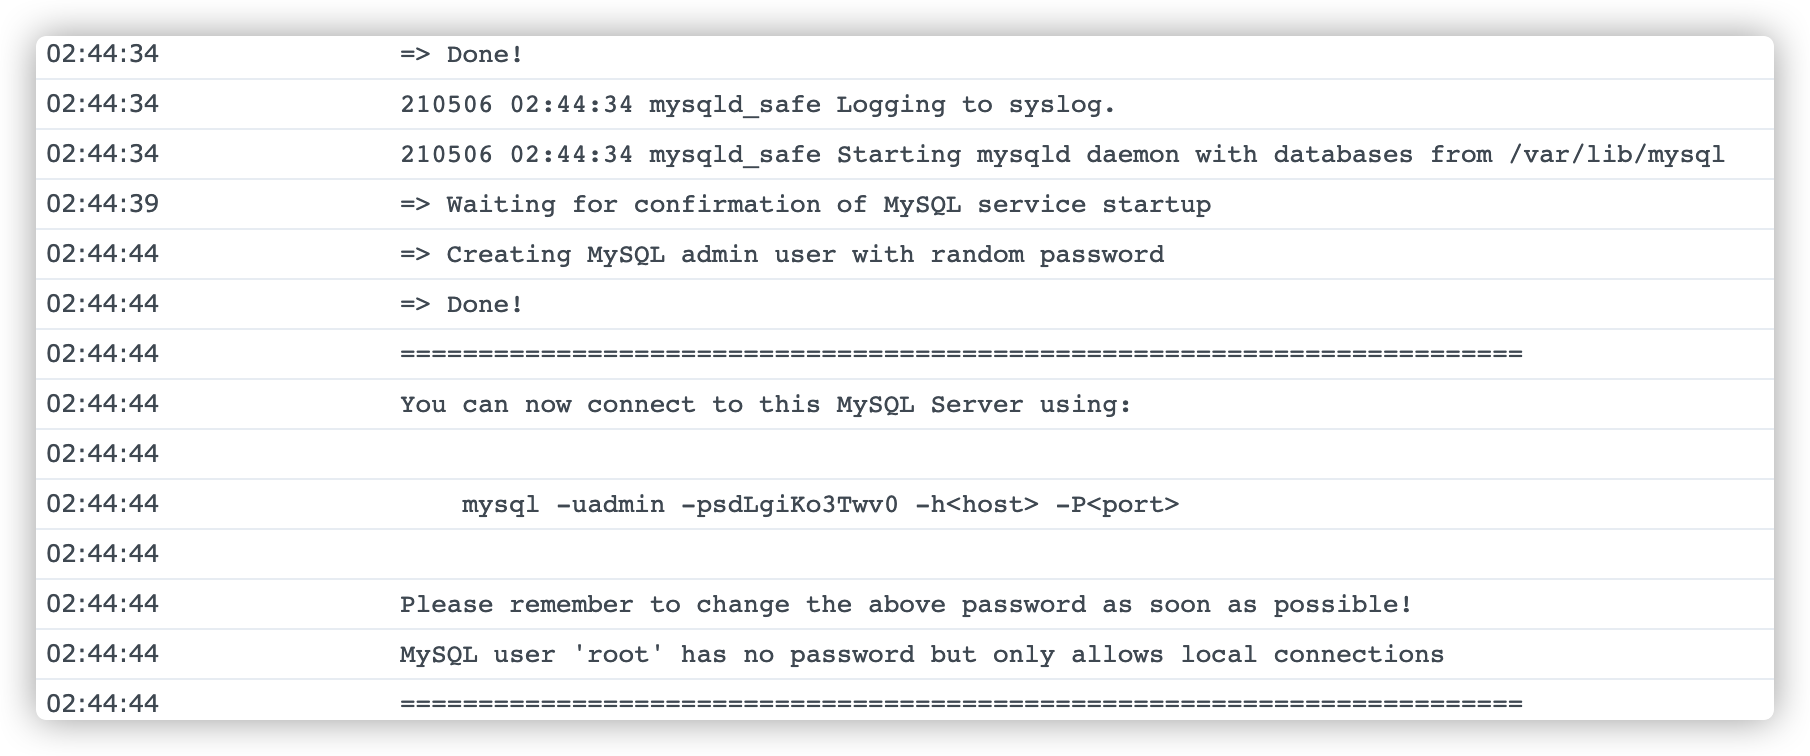 02:44:34 => Done!
02:44:34 210506 02:44:34 mysqld_safe Logging to syslog.
02:44:34 210506 02:44:34 mysqld_safe Starting mysqld daemon with databases from /var/lib/mysql
02:44:39 => Waiting for confirmation of MySQL service startup
02:44:44 => Creating MySQL admin user with random password
02:44:44 => Done!
02:44:44 ========================================================================
02:44:44 You can now connect to this MySQL Server using:
02:44:44
02:44:44 mysql -uadmin -psdLgiKo3Twv0 -h<host> -P<port>
02:44:44
02:44:44 Please remember to change the above password as soon as possible!
02:44:44 MySQL user 'root' has no password but only allows local connections
02:44:44 ========================================================================